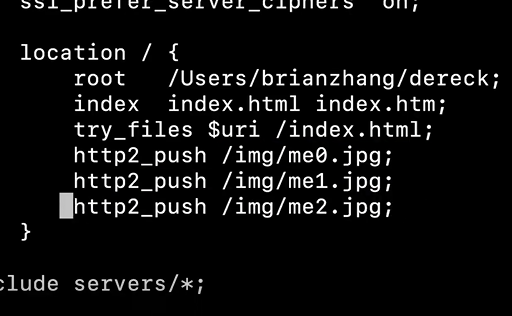 ssl_prefer_server_ciphers on;
location / {
root /Users/brianzhang/dereck;
index index.html index.htm;
try_files $uri /index.html;
http2_push /img/me0.jpg;
http2_push /img/me1.jpg;
http2_push /img/me2.jpg;
}
clude servers/*;